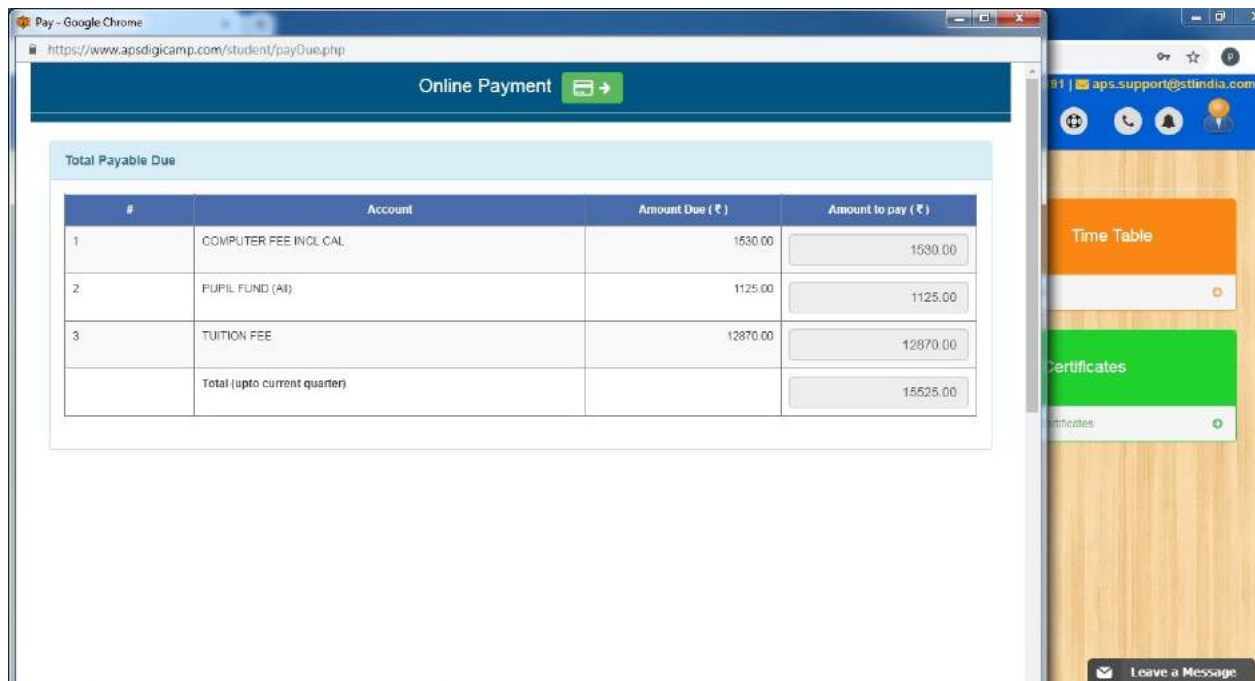 Pay - Google Chrome
https://www.apsdigicamp.com/student/payDue.php
91 | aps.support@stlindia.com
Online Payment
Total Payable Due
# Account Amount Due ( ₹ ) Amount to pay ( ₹ )
1 COMPUTER FEE INCL CAL 1530.00 1530.00
2 PUPIL FUND (All) 1125.00 1125.00
3 TUITION FEE 12870.00 12870.00
Total (upto current quarter) 15525.00
Time Table
Certificates
ertificates
Leave a Message